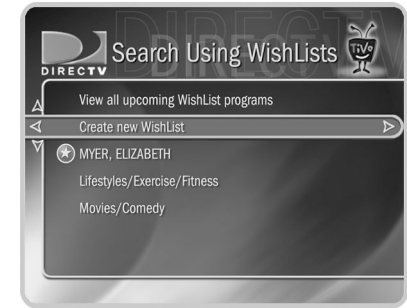 DIRECTV
Search Using WishLists
TiVo
View all upcoming WishList programs
Create new WishList
MYER, ELIZABETH
Lifestyles/Exercise/Fitness
Movies/Comedy